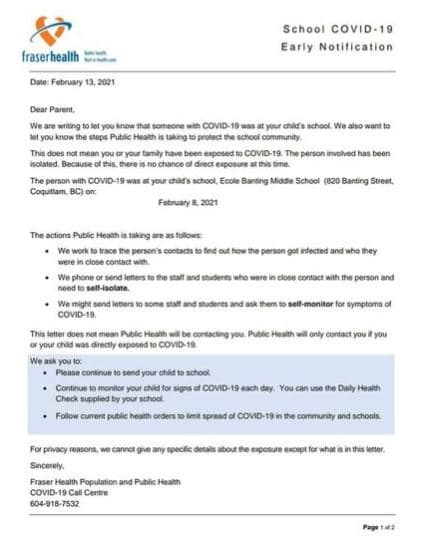 School COVID-19
Early Notification
fraserhealth
Better health.
Best in health care.
Date: February 13, 2021
Dear Parent,
We are writing to let you know that someone with COVID-19 was at your child's school. We also want to
let you know the steps Public Health is taking to protect the school community.
This does not mean you or your family have been exposed to COVID-19. The person involved has been
isolated. Because of this, there is no chance of direct exposure at this time.
The person with COVID-19 was at your child's school, Ecole Banting Middle School (820 Banting Street,
Coquitlam, BC) on:
February 8, 2021
The actions Public Health is taking are as follows:
• We work to trace the person's contacts to find out how the person got infected and who they
were in close contact with.
• We phone or send letters to the staff and students who were in close contact with the person and
need to self-isolate.
• We might send letters to some staff and students and ask them to self-monitor for symptoms of
COVID-19.
This letter does not mean Public Health will be contacting you. Public Health will only contact you if you
or your child was directly exposed to COVID-19.
We ask you to:
• Please continue to send your child to school.
• Continue to monitor your child for signs of COVID-19 each day. You can use the Daily Health
Check supplied by your school.
• Follow current public health orders to limit spread of COVID-19 in the community and schools.
For privacy reasons, we cannot give any specific details about the exposure except for what is in this letter.
Sincerely,
Fraser Health Population and Public Health
COVID-19 Call Centre
604-918-7532
Page 1 of 2